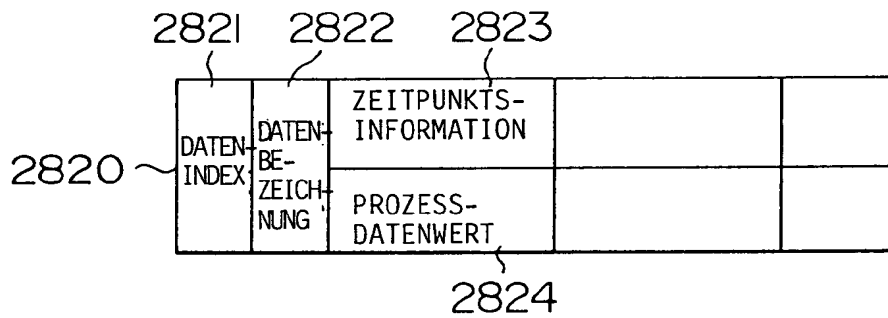 2821
2822
2823
2820
DATEN-
INDEX
DATEN-
BE-
ZEICH-
NUNG
ZEITPUNKTS-
INFORMATION
PROZESS-
DATENWERT
2824